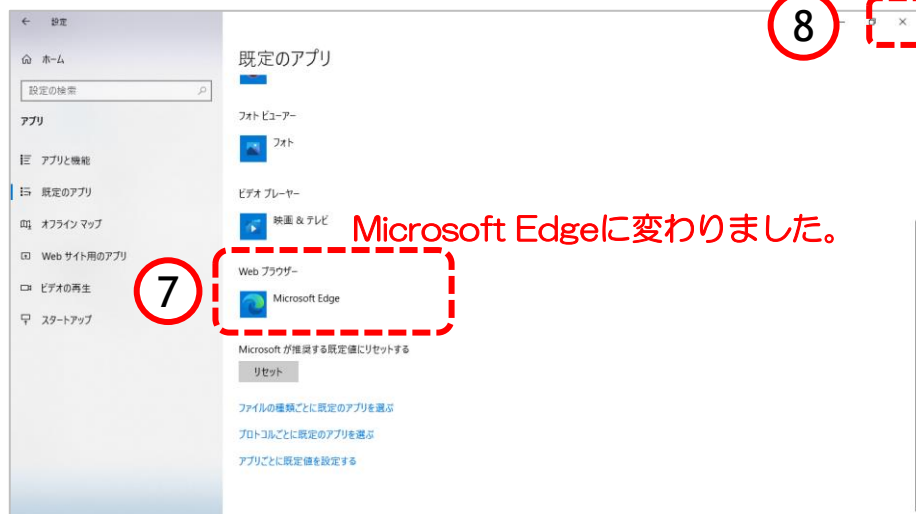 設定
8
ホーム
設定の検索
アプリ
アプリと機能
既定のアプリ
オフライン マップ
Web サイト用のアプリ
ビデオの再生
スタートアップ
既定のアプリ
フォト ビューアー
フォト
ビデオ プレーヤー
映画 & テレビ
Microsoft Edgeに変わりました。
7
Web ブラウザー
Microsoft Edge
Microsoft が推奨する既定値にリセットする
リセット
ファイルの種類ごとに既定のアプリを選ぶ
プロトコルごとに既定のアプリを選ぶ
アプリごとに既定値を設定する